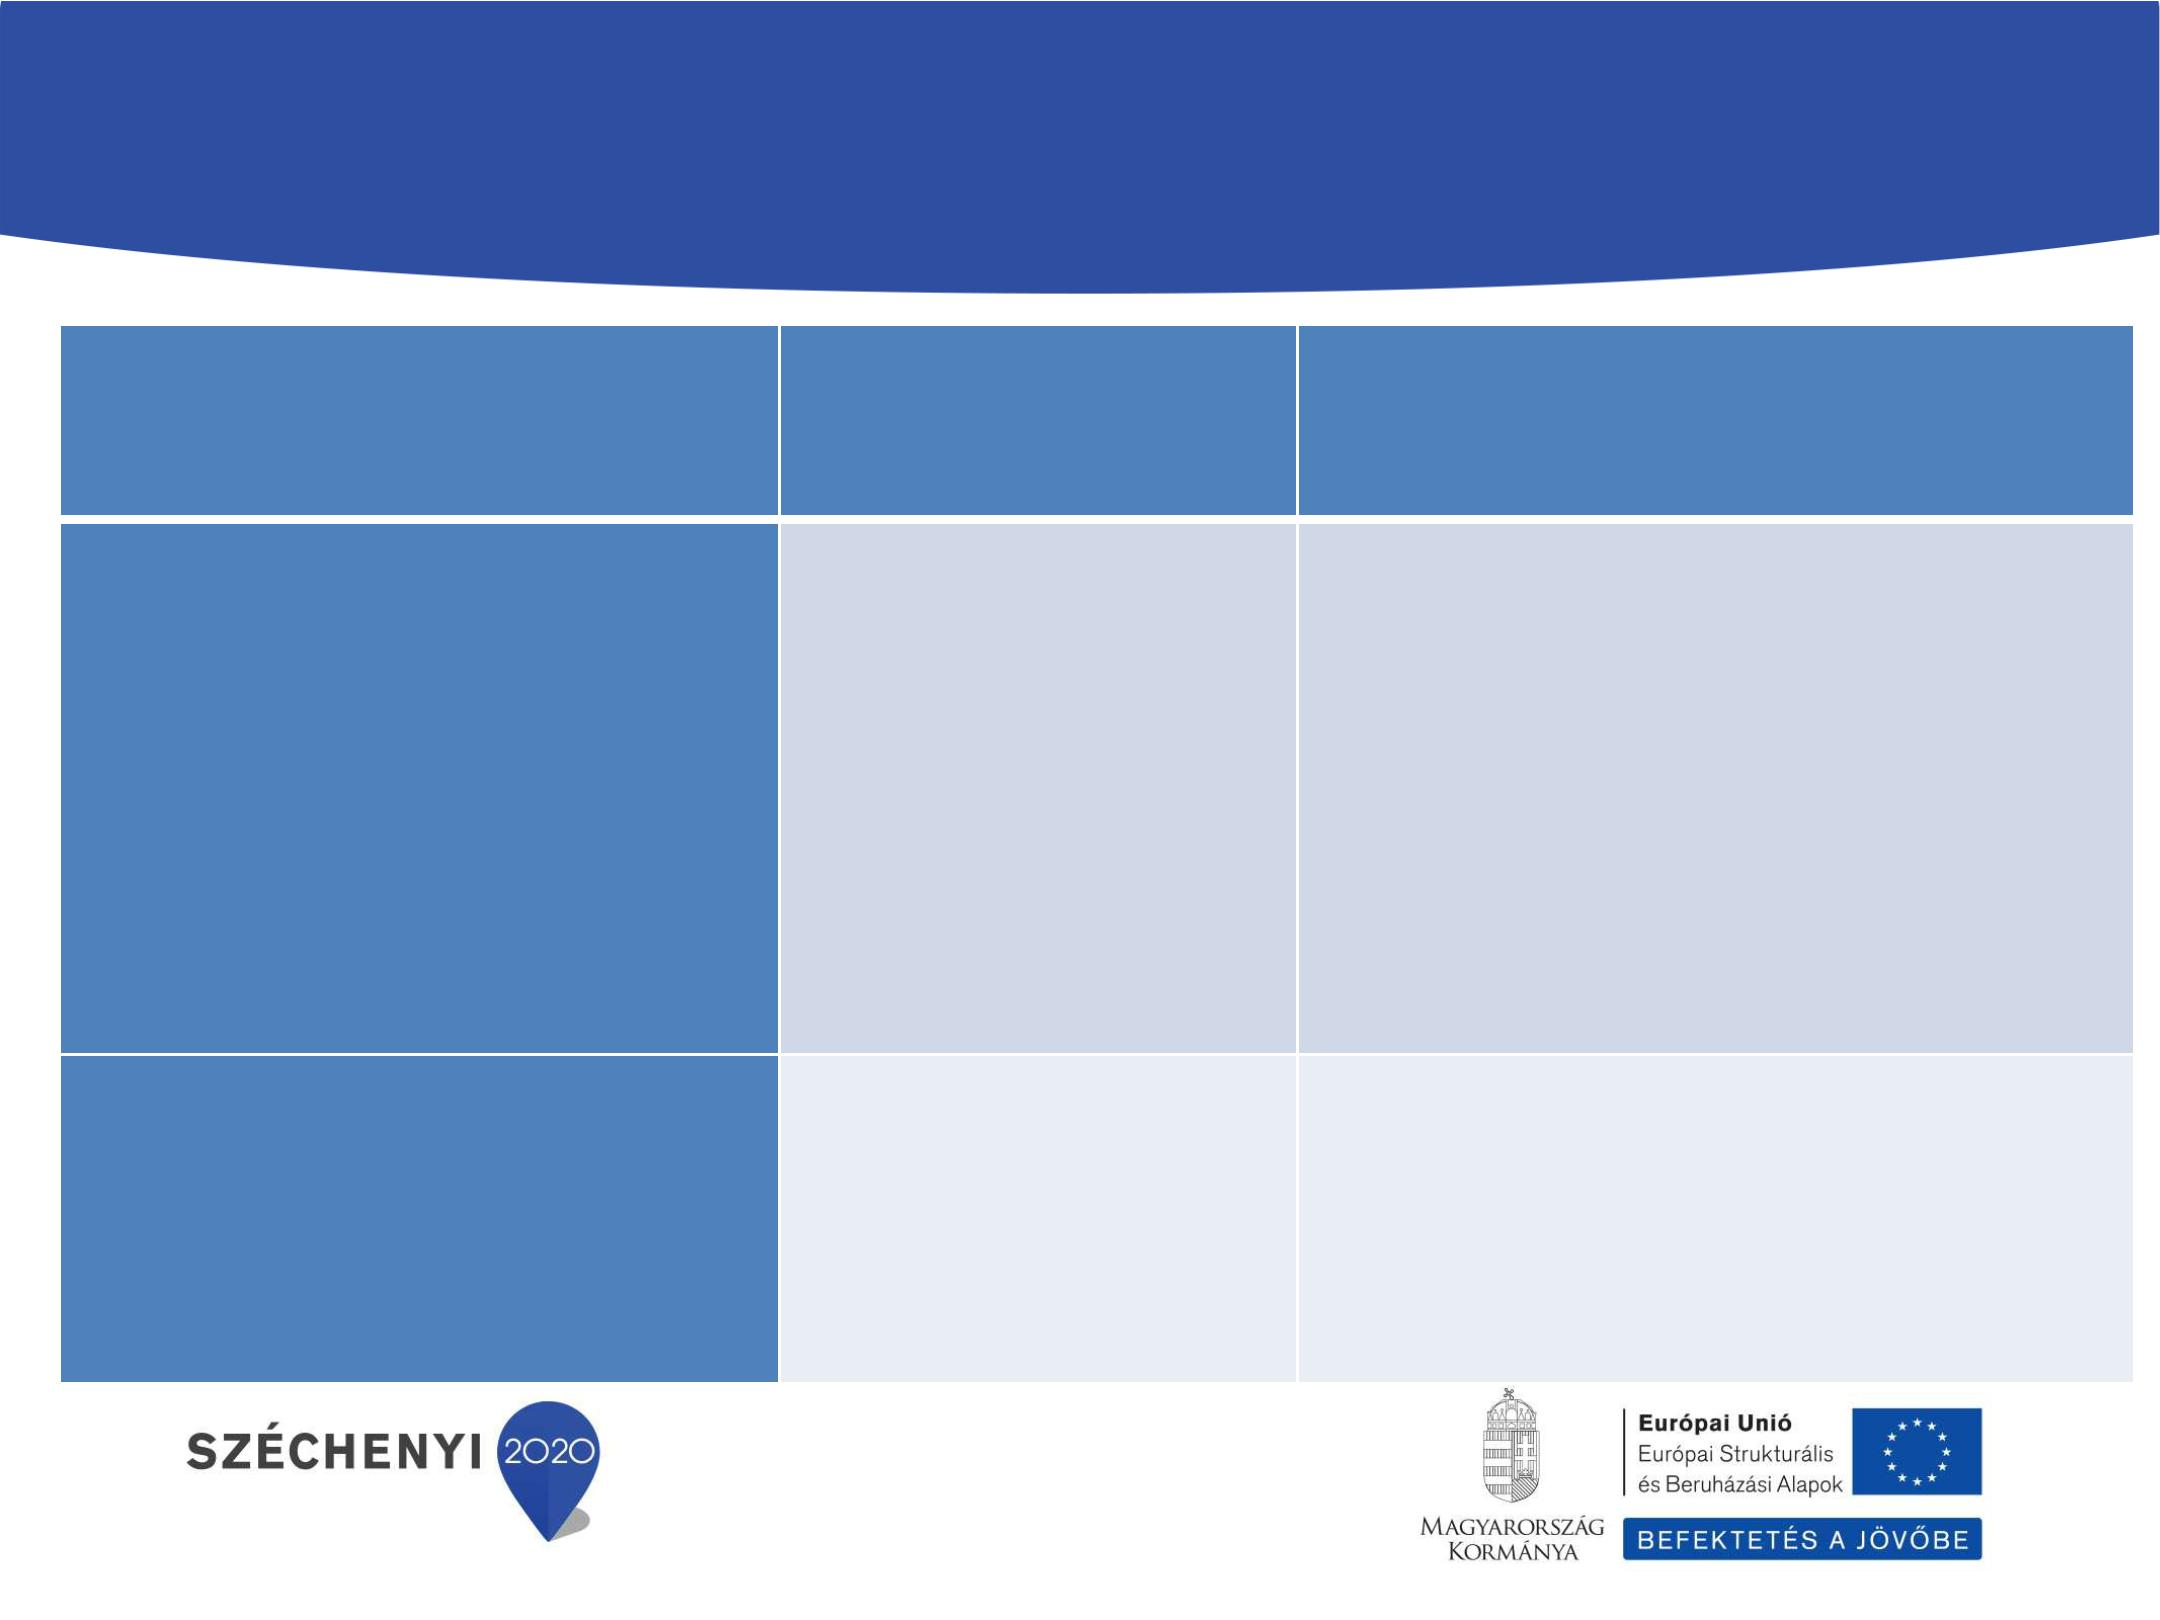 SZÉCHENYI 2020
MAGYARORSZÁG
KORMÁNYA
Európai Unió
Európai Strukturális
és Beruházási Alapok
BEFEKTETÉS A JÖVŐBE